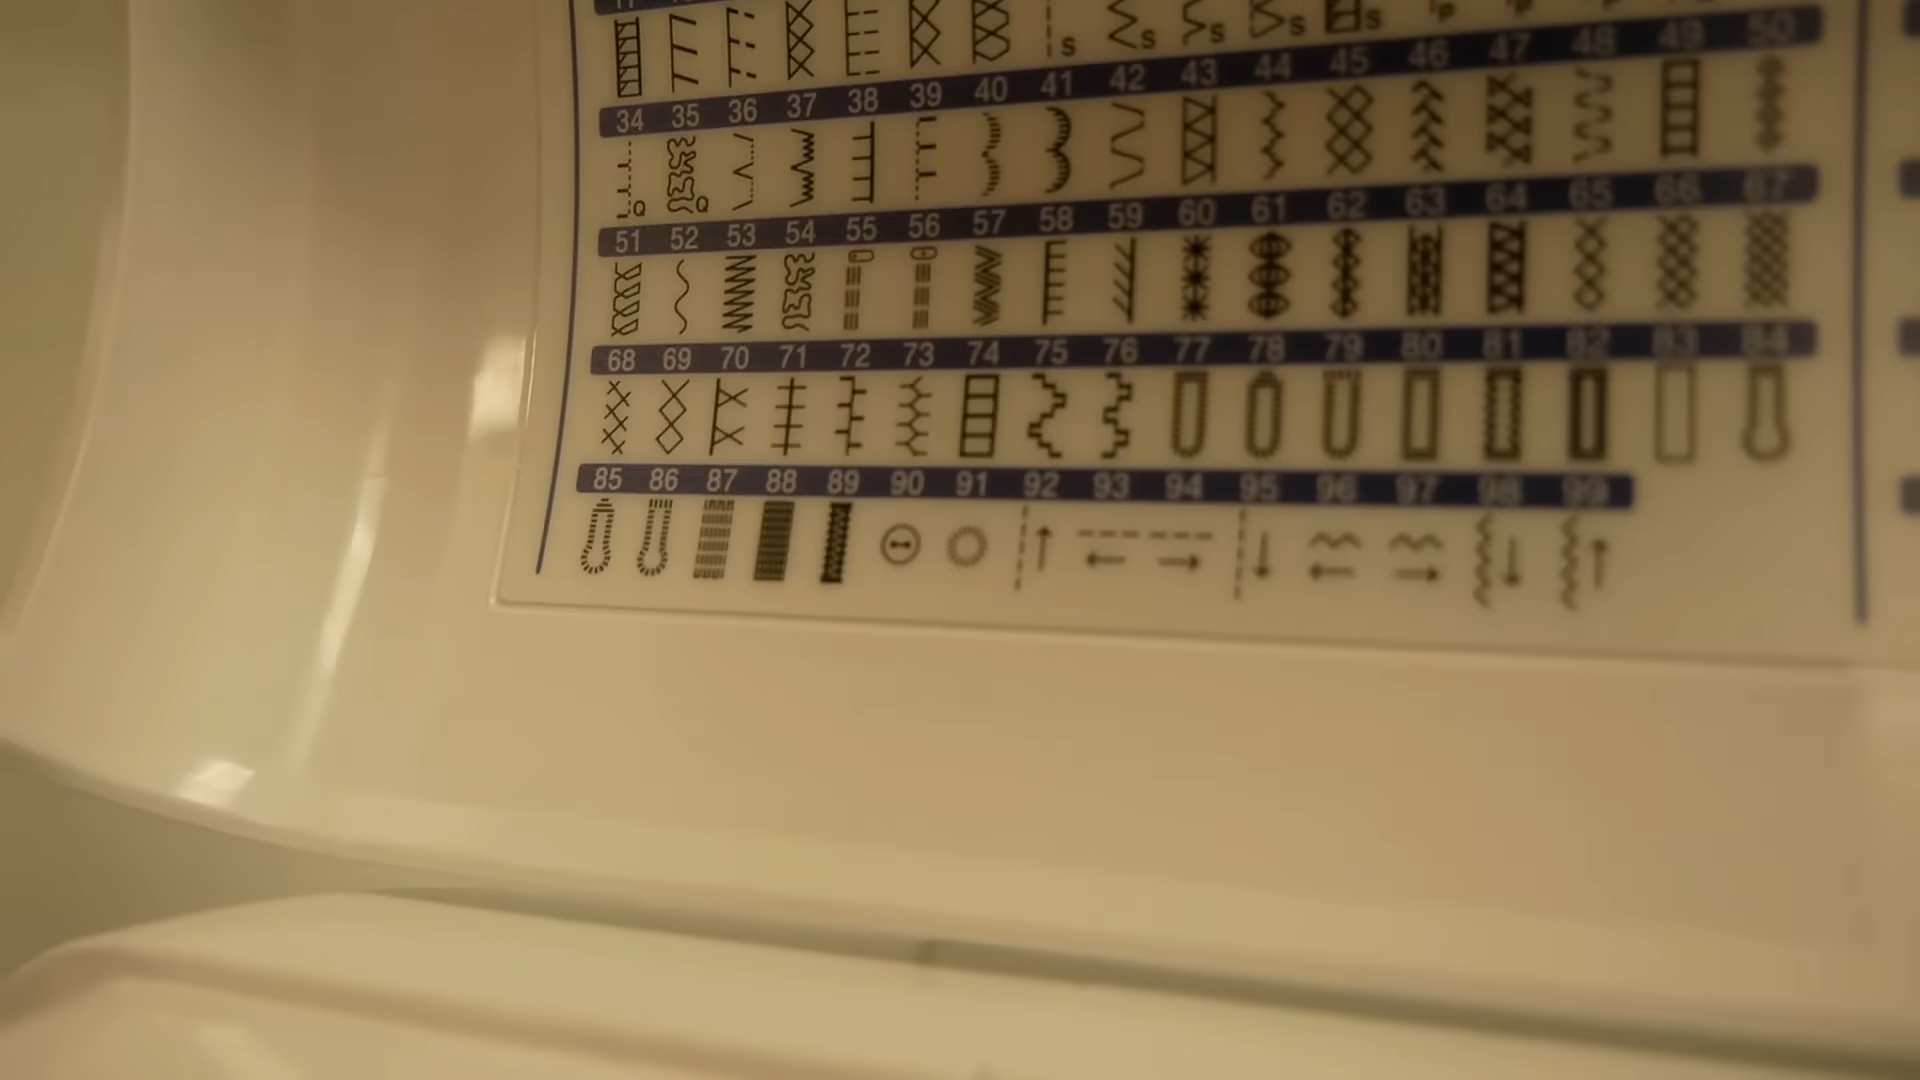 S S S S S P P P
34 35 36 37 38 39 40 41 42 43 44 45 46 47 48 49 50
Q Q
51 52 53 54 55 56 57 58 59 60 61 62 63 64 65 66 67
68 69 70 71 72 73 74 75 76 77 78 79 80 81 82 83 84
85 86 87 88 89 90 91 92 93 94 95 96 97 98 99